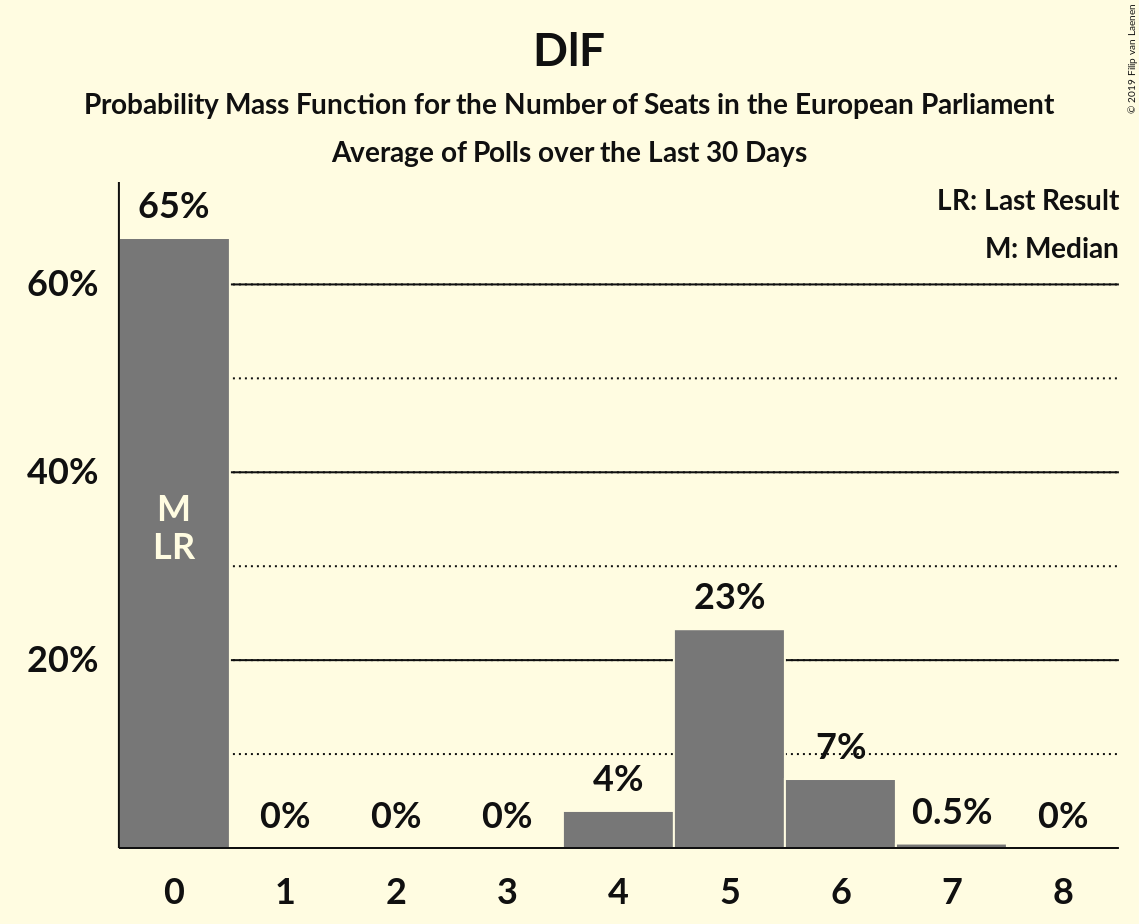 DlF
Probability Mass Function for the Number of Seats in the European Parliament
Average of Polls over the Last 30 Days
© 2019 Filip van Laenen
LR: Last Result
M: Median
65%
60%
40%
20%
M
LR
0%
0%
0%
4%
23%
7%
0.5%
0%
0 1 2 3 4 5 6 7 8